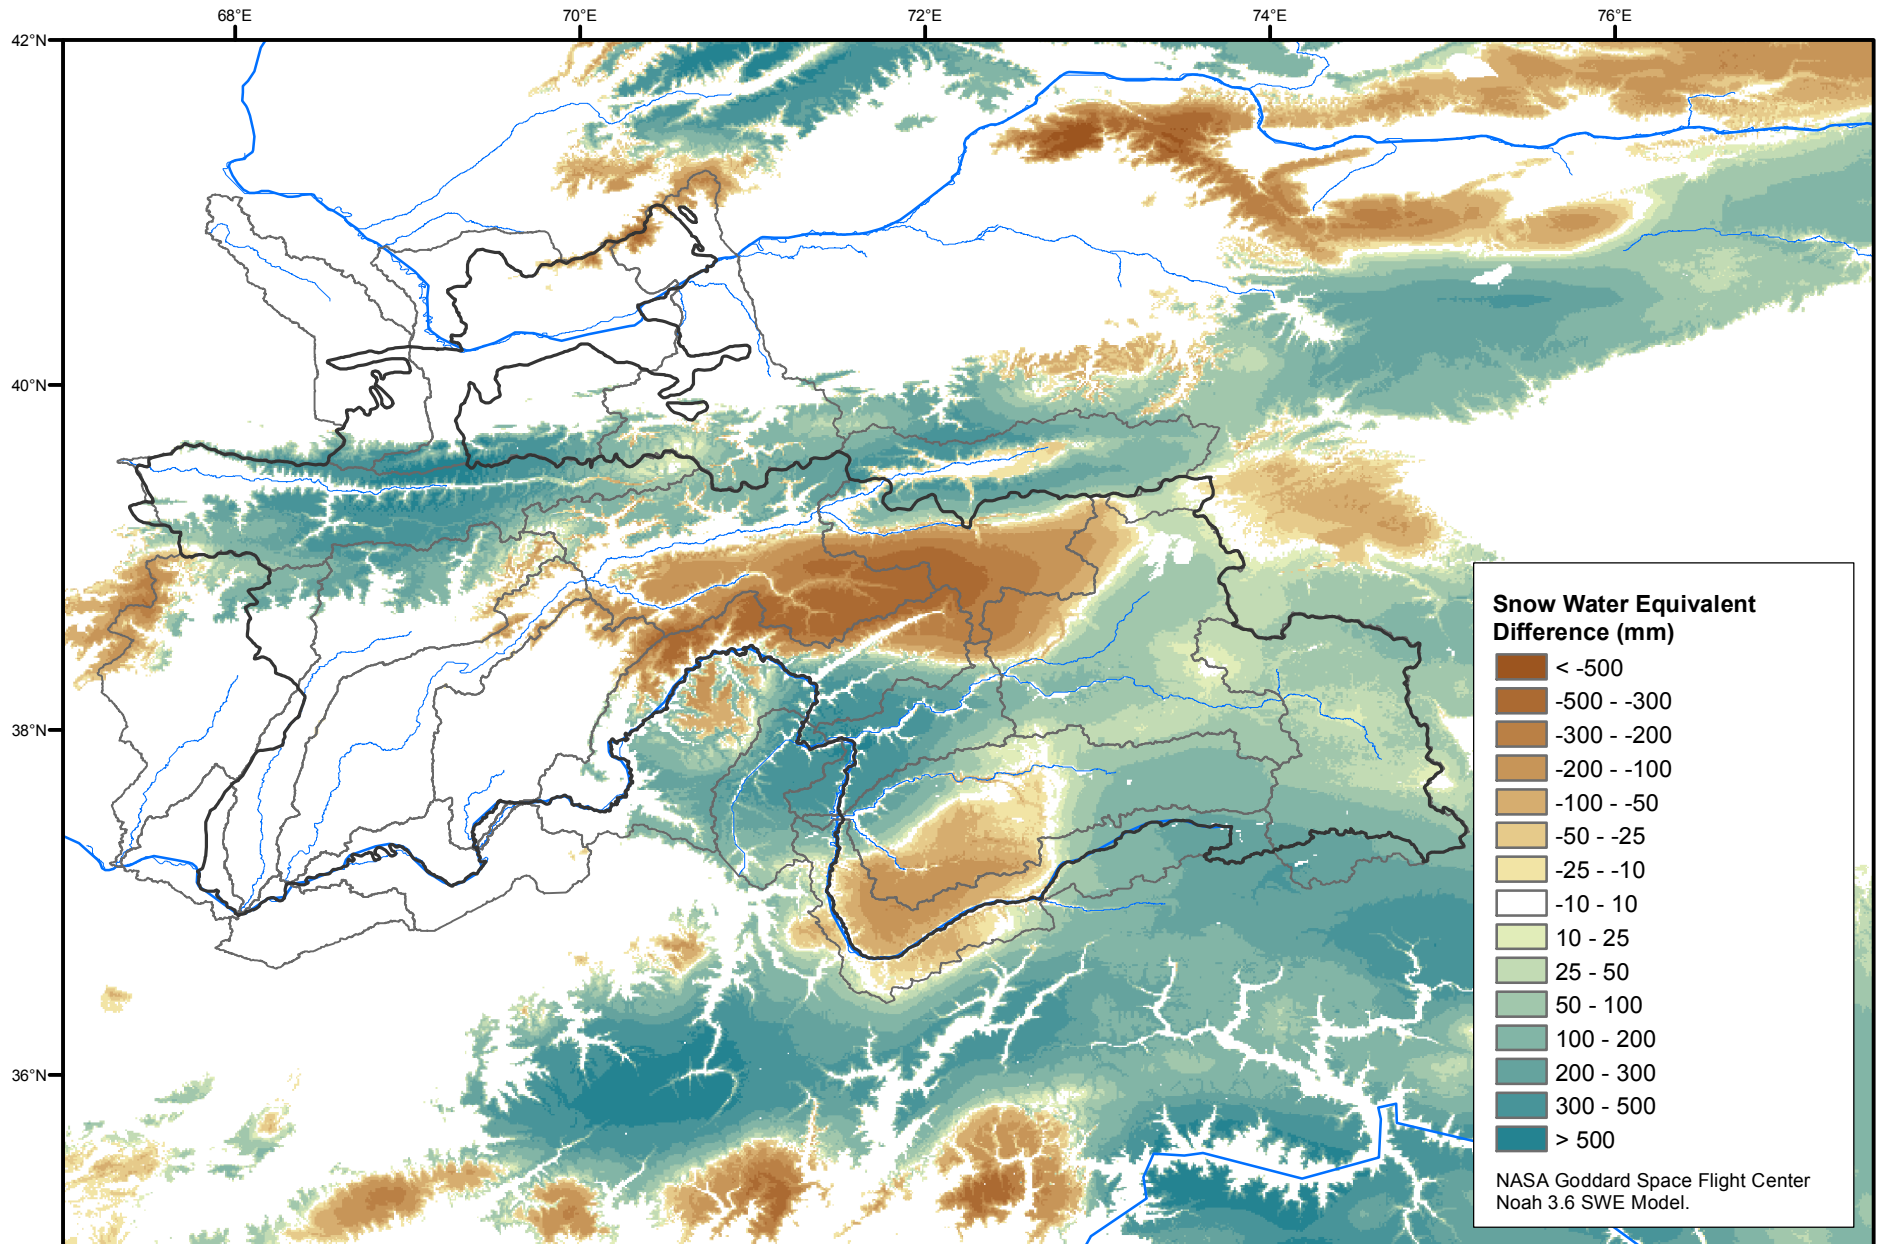 68°E
70°E
72°E
74°E
76°E
42°N
40°N
38°N
36°N
Snow Water Equivalent
Difference (mm)
< -500
-500 - -300
-300 - -200
-200 - -100
-100 - -50
-50 - -25
-25 - -10
-10 - 10
10 - 25
25 - 50
50 - 100
100 - 200
200 - 300
300 - 500
> 500
NASA Goddard Space Flight Center
Noah 3.6 SWE Model.